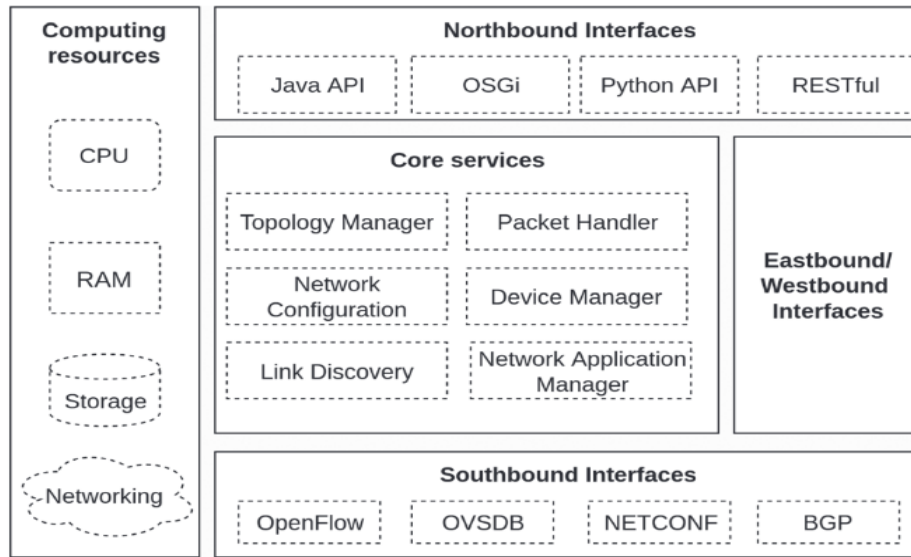 Computing
resources
CPU
RAM
Storage
Networking
Northbound Interfaces
Java API
OSGi
Python API
RESTful
Core services
Topology Manager
Packet Handler
Network
Configuration
Device Manager
Link Discovery
Network Application
Manager
Eastbound/
Westbound
Interfaces
Southbound Interfaces
OpenFlow
OVSDB
NETCONF
BGP